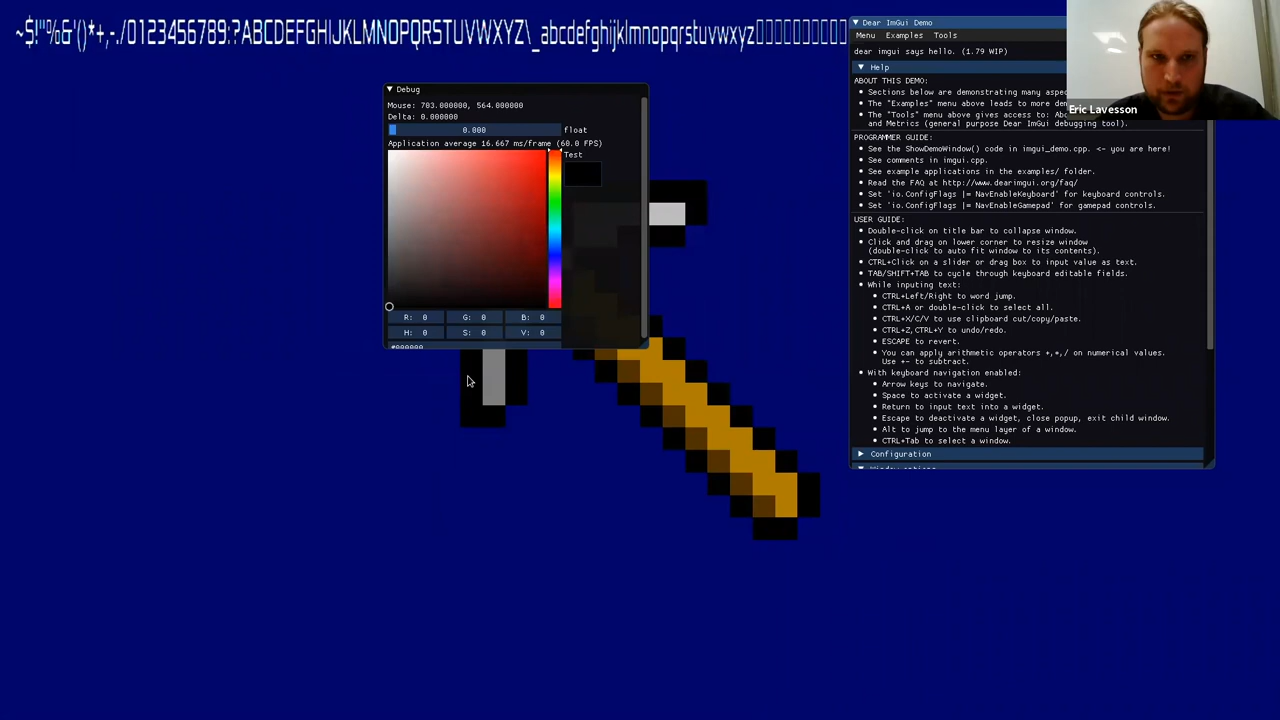 ~$!"%&'()*+,-./0123456789:?ABCDEFGHIJKLMNOPQRSTUVWXYZ\_abcdefghijklmnopqrstuvwxyz
Debug
Mouse: 703.000000, 564.000000
Delta: 0.000000
0.000 float
Application average 16.667 ms/frame (60.0 FPS)
Test
R: 0 G: 0 B: 0
H: 0 S: 0 V: 0
#000000
Dear ImGui Demo
Menu Examples Tools
dear imgui says hello. (1.79 WIP)
Help
ABOUT THIS DEMO:
Sections below are demonstrating many
The "Examples" menu above leads to more
The "Tools" menu above gives access to:
and Metrics (general purpose Dear ImGui debugging tool).
PROGRAMMER GUIDE:
See the ShowDemoWindow() code in imgui_demo.cpp. <- you are here!
See comments in imgui.cpp.
See example applications in the examples/ folder.
Read the FAQ at http://www.dearimgui.org/faq/
Set 'io.ConfigFlags |= NavEnableKeyboard' for keyboard controls.
Set 'io.ConfigFlags |= NavEnableGamepad' for gamepad controls.
USER GUIDE:
Double-click on title bar to collapse window.
Click and drag on lower corner to resize window
(double-click to auto fit window to its contents).
CTRL+Click on a slider or drag box to input value as text.
TAB/SHIFT+TAB to cycle through keyboard editable fields.
While inputing text:
CTRL+Left/Right to word jump.
CTRL+A or double-click to select all.
CTRL+X/C/V to use clipboard cut/copy/paste.
CTRL+Z,CTRL+Y to undo/redo.
ESCAPE to revert.
You can apply arithmetic operators +,*,/ on numerical values.
Use +- to subtract.
With keyboard navigation enabled:
Arrow keys to navigate.
Space to activate a widget.
Return to input text into a widget.
Escape to deactivate a widget, close popup, exit child window.
Alt to jump to the menu layer of a window.
CTRL+Tab to select a window.
Configuration
Eric Lavesson